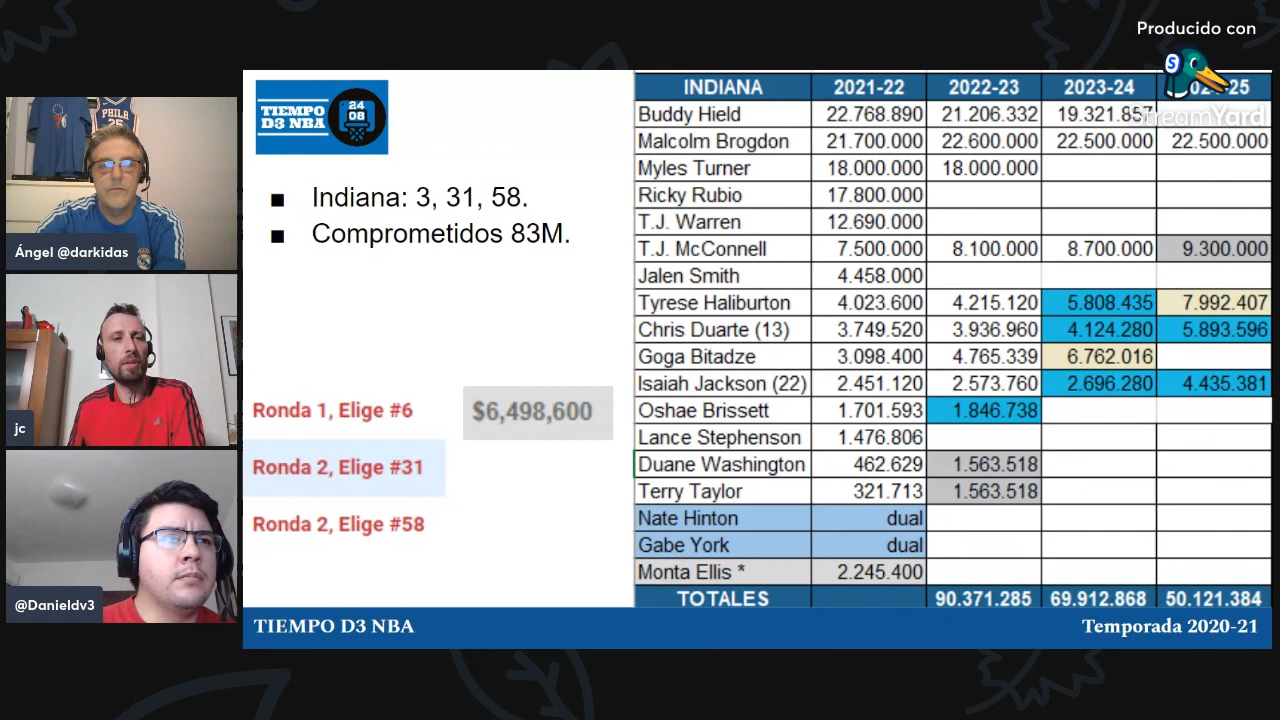 Producido con
StreamYard
PHILA
25
Ángel @darkidas
jc
@Danieldv3
TIEMPO
D3 NBA
24
08
■ Indiana: 3, 31, 58.
■ Comprometidos 83M.
Ronda 1, Elige #6 $6,498,600
Ronda 2, Elige #31
Ronda 2, Elige #58
INDIANA 2021-22 2022-23 2023-24
Buddy Hield 22.768.890 21.206.332 19.321.857
Malcolm Brogdon 21.700.000 22.600.000 22.500.000 22.500.000
Myles Turner 18.000.000 18.000.000
Ricky Rubio 17.800.000
T.J. Warren 12.690.000
T.J. McConnell 7.500.000 8.100.000 8.700.000 9.300.000
Jalen Smith 4.458.000
Tyrese Haliburton 4.023.600 4.215.120 5.808.435 7.992.407
Chris Duarte (13) 3.749.520 3.936.960 4.124.280 5.893.596
Goga Bitadze 3.098.400 4.765.339 6.762.016
Isaiah Jackson (22) 2.451.120 2.573.760 2.696.280 4.435.381
Oshae Brissett 1.701.593 1.846.738
Lance Stephenson 1.476.806
Duane Washington 462.629 1.563.518
Terry Taylor 321.713 1.563.518
Nate Hinton dual
Gabe York dual
Monta Ellis * 2.245.400
TOTALES 90.371.285 69.912.868 50.121.384
TIEMPO D3 NBA Temporada 2020-21